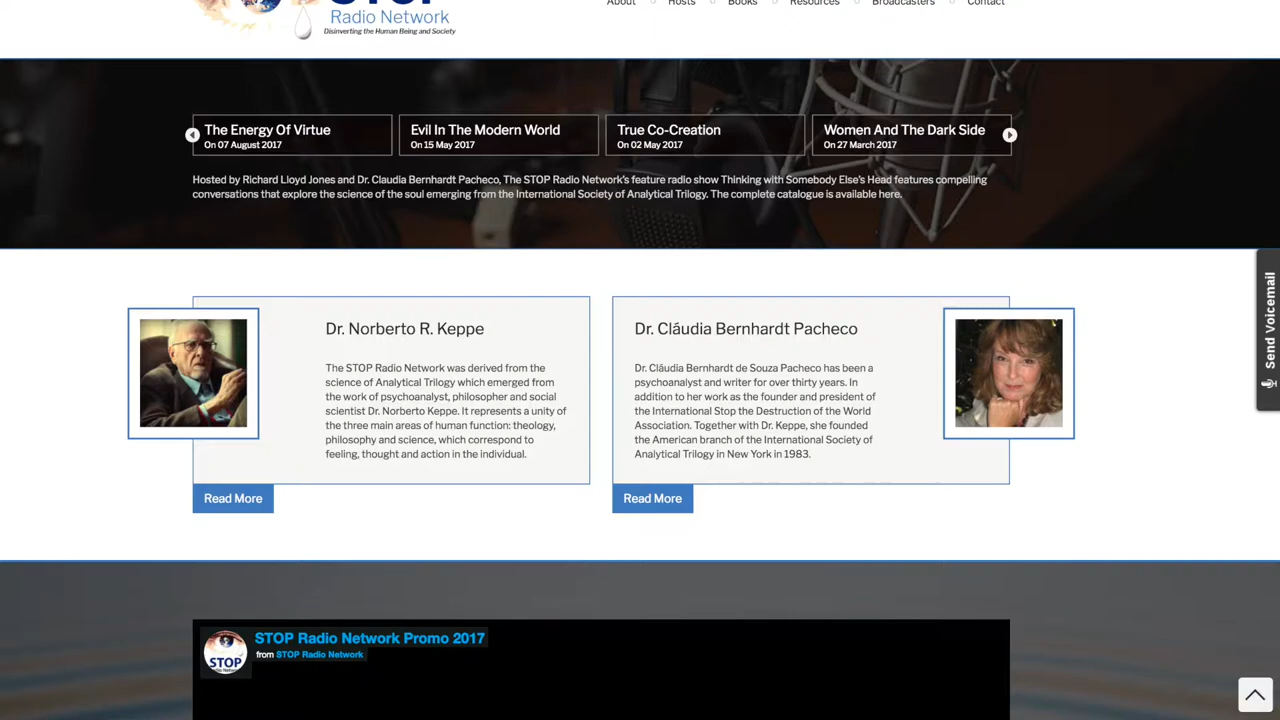 STOP
Radio Network
Disinverting the Human Being and Society
About
Hosts
Books
Resources
Broadcasters
Contact
The Energy Of Virtue
On 07 August 2017
Evil In The Modern World
On 15 May 2017
True Co-Creation
On 02 May 2017
Women And The Dark Side
On 27 March 2017
Hosted by Richard Lloyd Jones and Dr. Claudia Bernhardt Pacheco, The STOP Radio Network's feature radio show Thinking with Somebody Else's Head features compelling
conversations that explore the science of the soul emerging from the International Society of Analytical Trilogy. The complete catalogue is available here.
Send Voicemail
Dr. Norberto R. Keppe
The STOP Radio Network was derived from the
science of Analytical Trilogy which emerged from
the work of psychoanalyst, philosopher and social
scientist Dr. Norberto Keppe. It represents a unity of
the three main areas of human function: theology,
philosophy and science, which correspond to
feeling, thought and action in the individual.
Read More
Dr. Cláudia Bernhardt Pacheco
Dr. Cláudia Bernhardt de Souza Pacheco has been a
psychoanalyst and writer for over thirty years. In
addition to her work as the founder and president of
the International Stop the Destruction of the World
Association. Together with Dr. Keppe, she founded
the American branch of the International Society of
Analytical Trilogy in New York in 1983.
Read More
STOP Radio Network Promo 2017
from STOP Radio Network
STOP
Radio Network